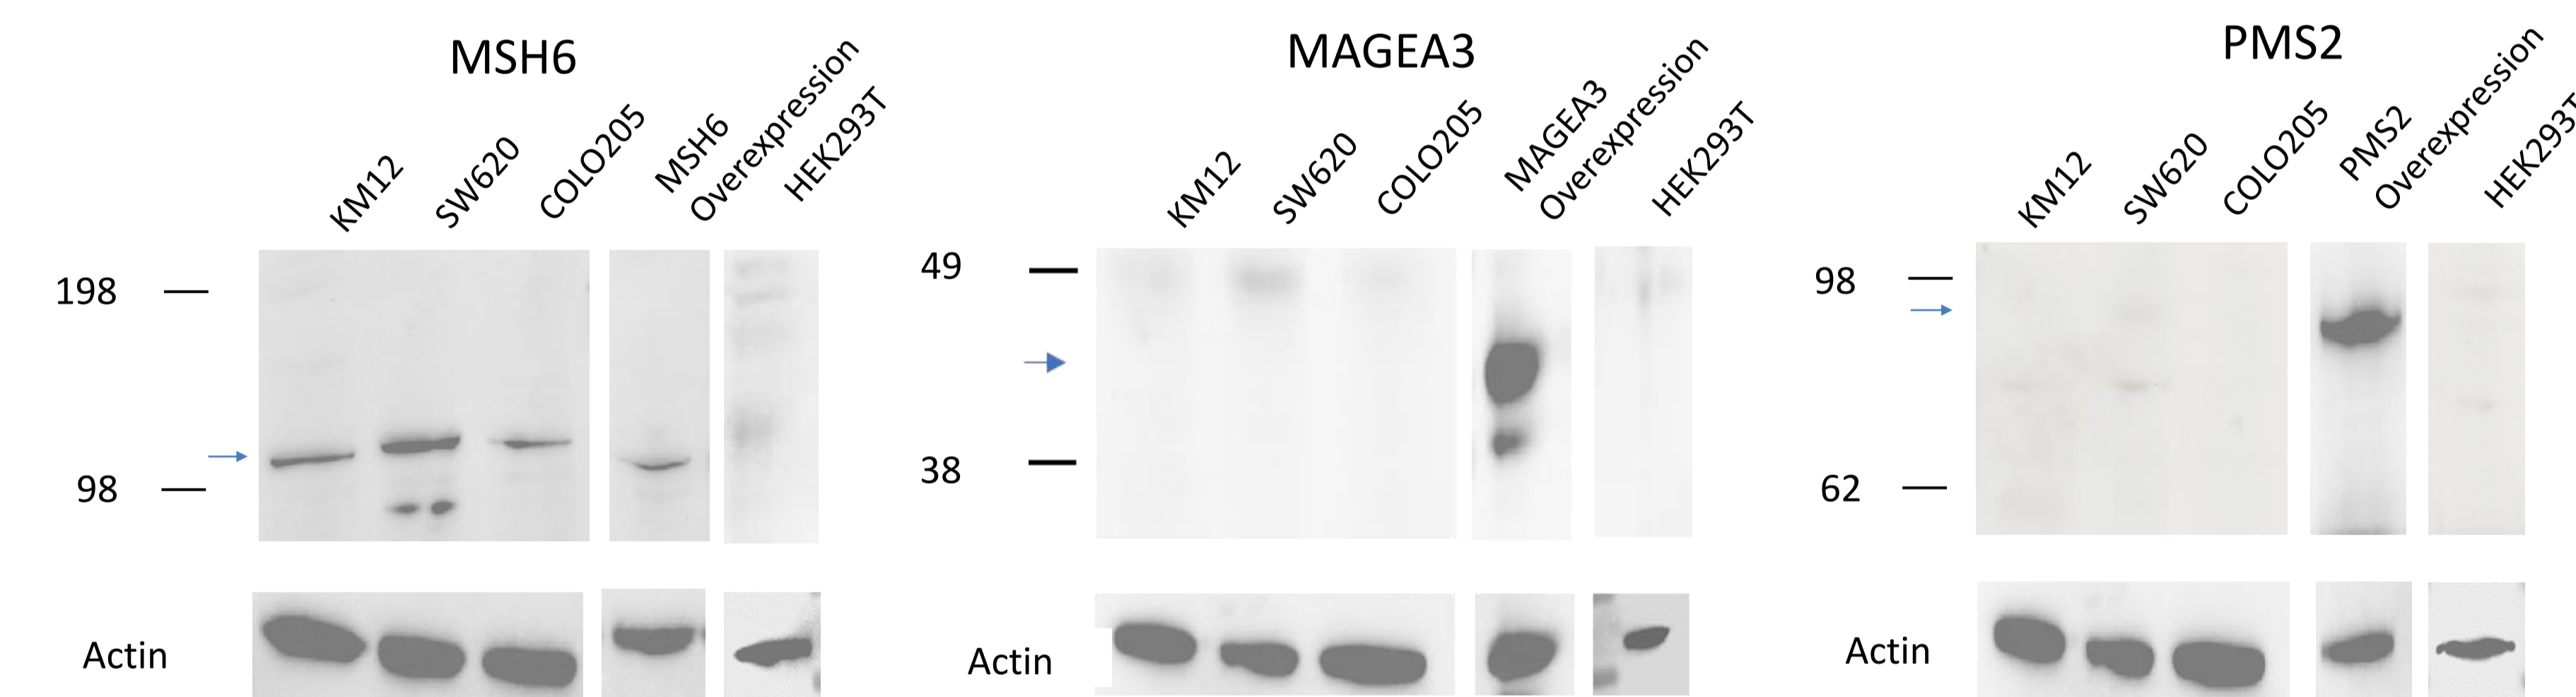 MSH6
KM12
SW620
COLO205
MSH6
Overexpression
HEK293T
198
98
Actin
MAGEA3
KM12
SW620
COLO205
MAGEA3
Overexpression
HEK293T
49
38
Actin
PMS2
KM12
SW620
COLO205
PMS2
Overexpression
HEK293T
98
62
Actin